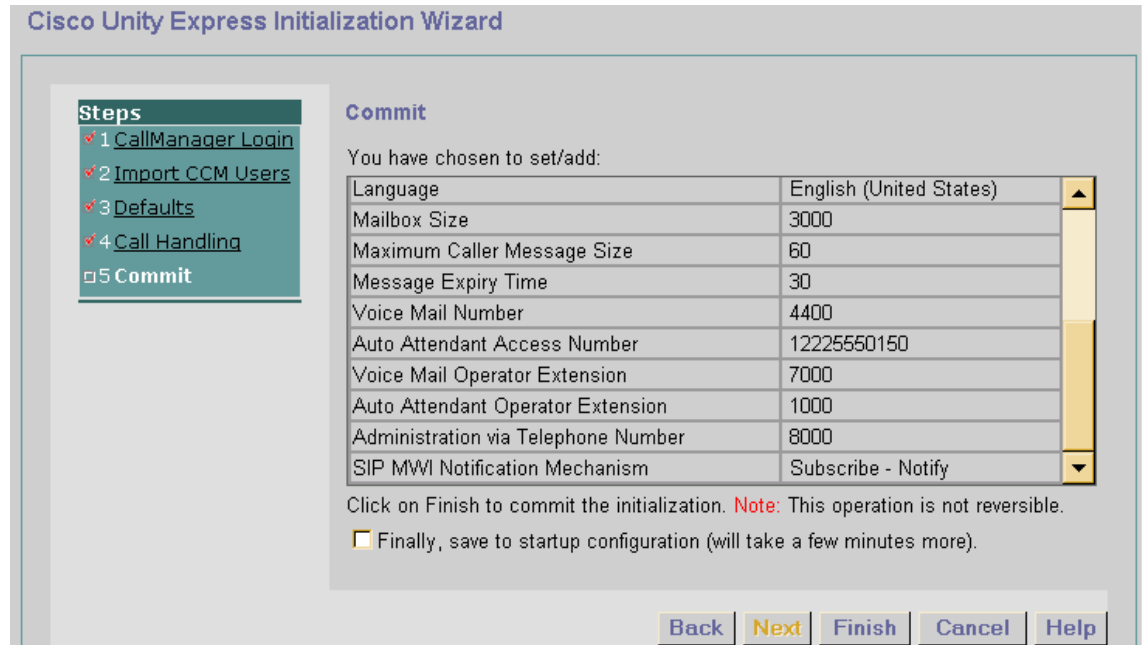 Cisco Unity Express Initialization Wizard
Steps
1 CallManager Login
2 Import CCM Users
3 Defaults
4 Call Handling
5 Commit
Commit
You have chosen to set/add:
Language English (United States)
Mailbox Size 3000
Maximum Caller Message Size 60
Message Expiry Time 30
Voice Mail Number 4400
Auto Attendant Access Number 12225550150
Voice Mail Operator Extension 7000
Auto Attendant Operator Extension 1000
Administration via Telephone Number 8000
SIP MWI Notification Mechanism Subscribe - Notify
Click on Finish to commit the initialization. Note: This operation is not reversible.
Finally, save to startup configuration (will take a few minutes more).
Back Next Finish Cancel Help